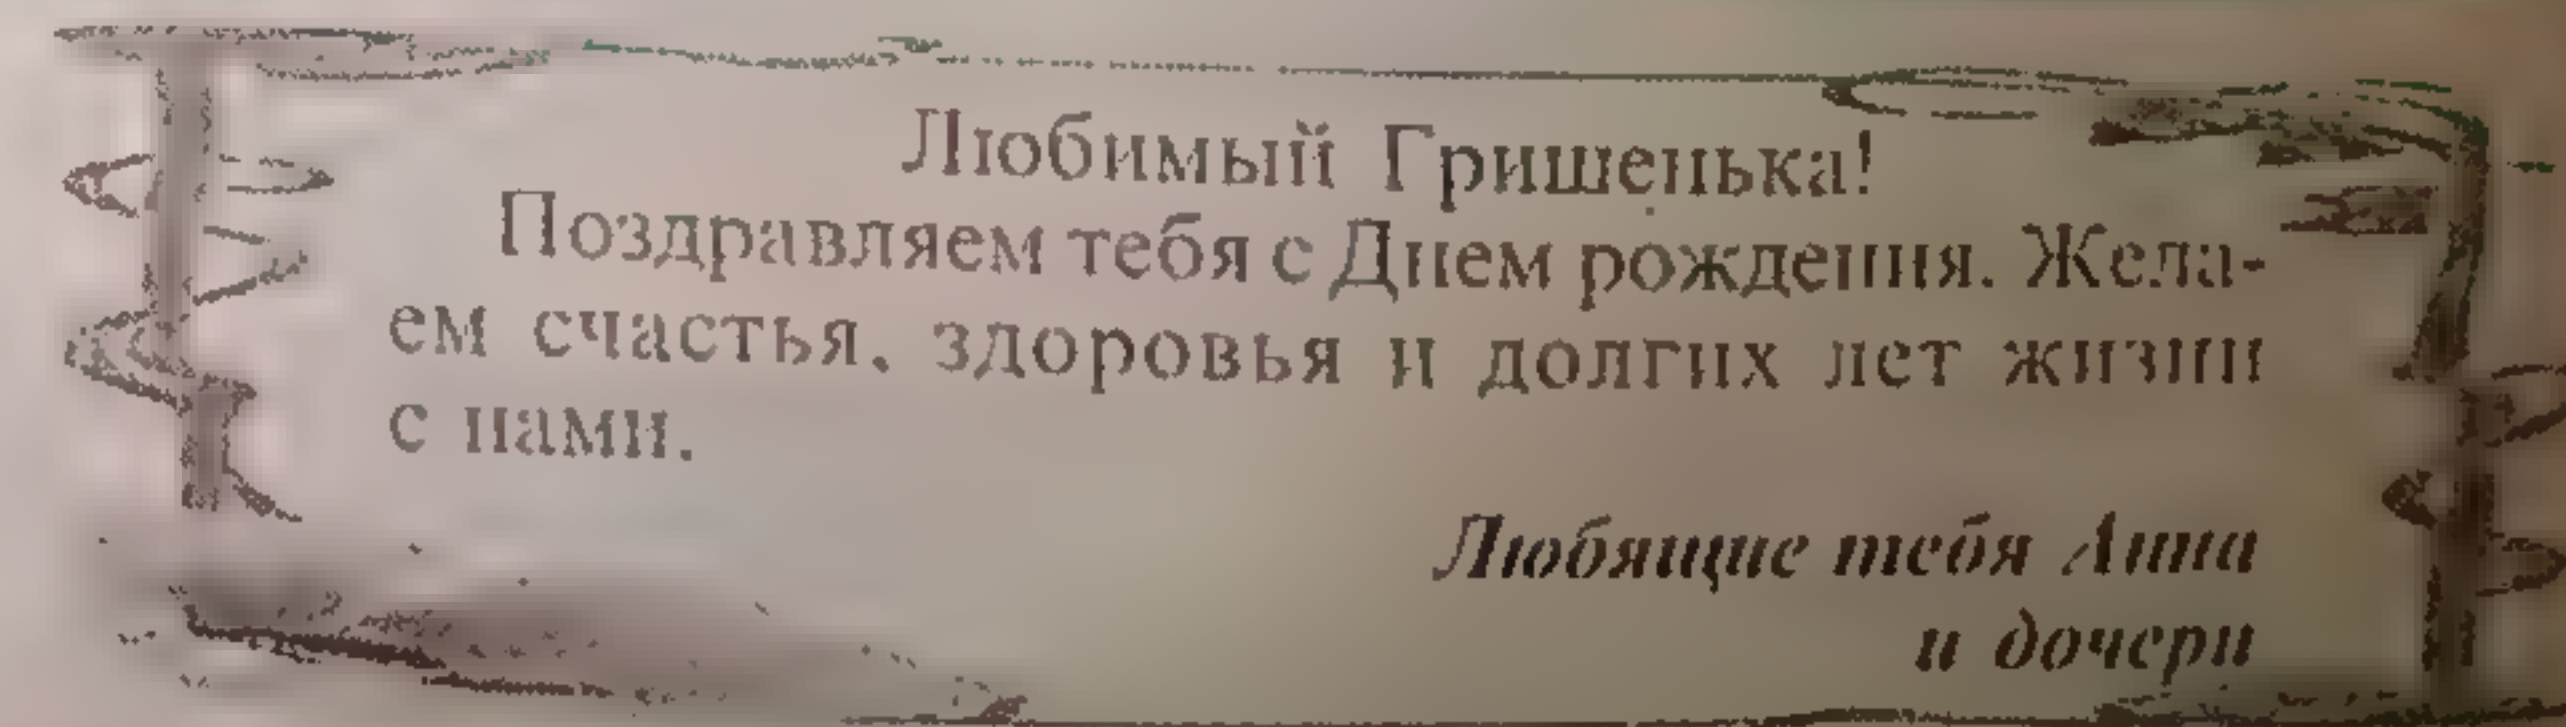 Любимый Гришенька!
Поздравляем тебя с Днем рождения. Жела-
ем счастья, здоровья и долгих лет жизни
с нами.
Любящие тебя Анна
и дочери